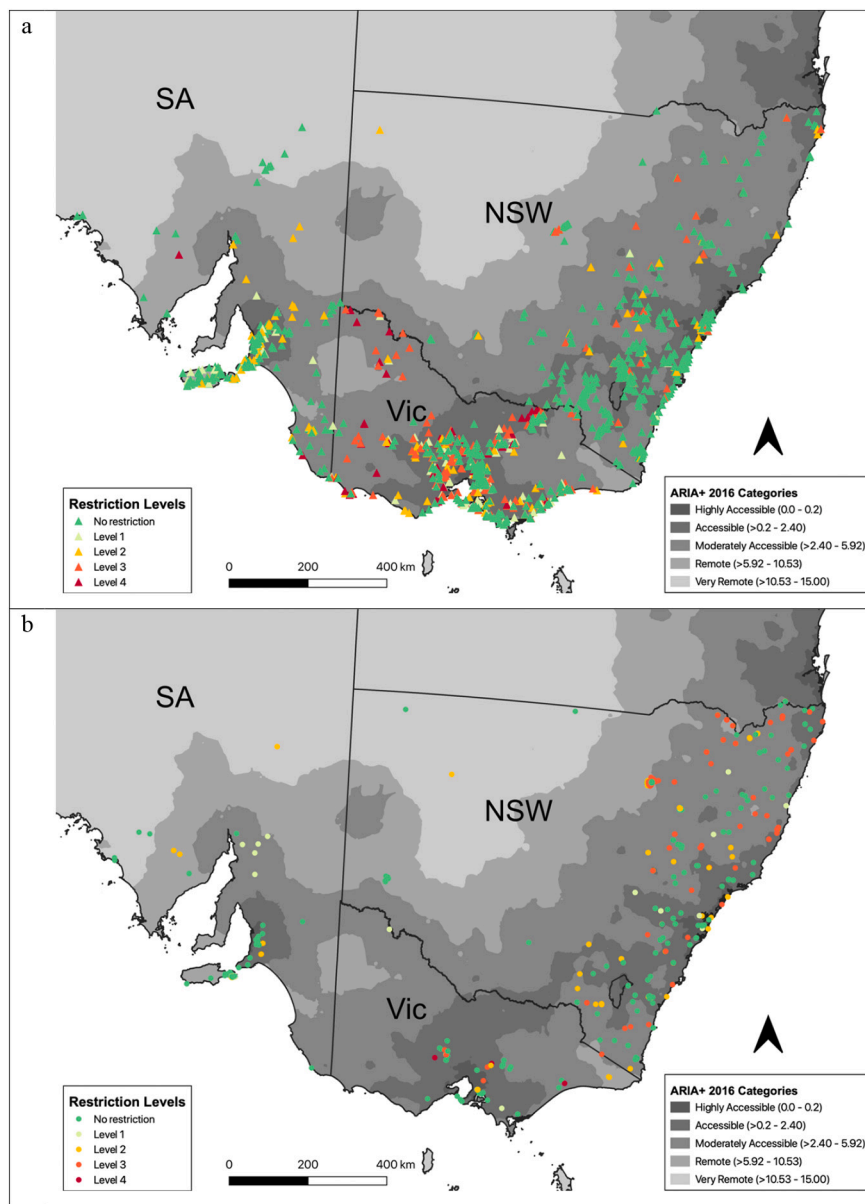 a
SA
NSW
Vic
Restriction Levels
No restriction
Level 1
Level 2
Level 3
Level 4
0 200 400 km
ARIA+ 2016 Categories
Highly Accessible (0.0 - 0.2)
Accessible (>0.2 - 2.40)
Moderately Accessible (>2.40 - 5.92)
Remote (>5.92 - 10.53)
Very Remote (>10.53 - 15.00)
b
SA
NSW
Vic
Restriction Levels
No restriction
Level 1
Level 2
Level 3
Level 4
0 200 400 km
ARIA+ 2016 Categories
Highly Accessible (0.0 - 0.2)
Accessible (>0.2 - 2.40)
Moderately Accessible (>2.40 - 5.92)
Remote (>5.92 - 10.53)
Very Remote (>10.53 - 15.00)